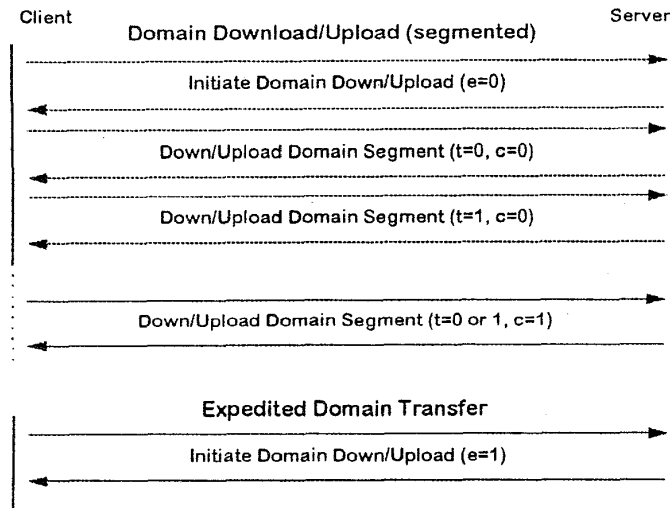 Client
Server
Domain Download/Upload (segmented)
Initiate Domain Down/Upload (e=0)
Down/Upload Domain Segment (t=0, c=0)
Down/Upload Domain Segment (t=1, c=0)
Down/Upload Domain Segment (t=0 or 1, c=1)
Expedited Domain Transfer
Initiate Domain Down/Upload (e=1)